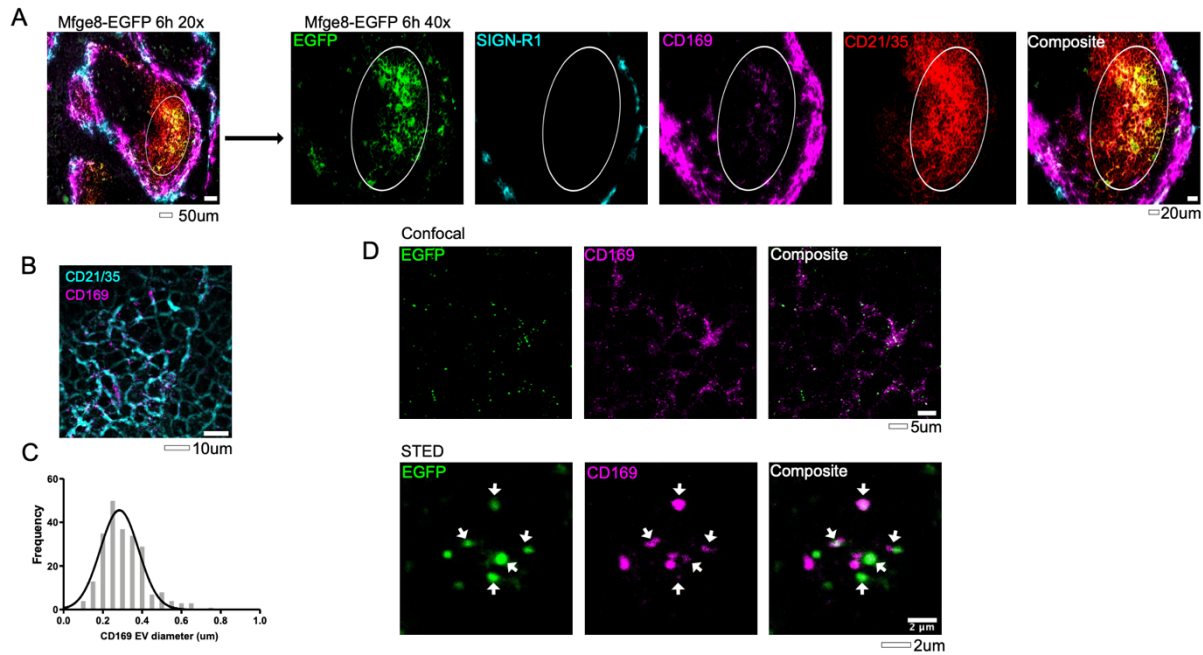 A
Mfge8-EGFP 6h 20x
50um
Mfge8-EGFP 6h 40x
EGFP
SIGN-R1
CD169
CD21/35
Composite
20um
B
CD21/35
CD169
10um
C
Frequency
60
40
20
0
0.0 0.2 0.4 0.6 0.8 1.0
CD169 EV diameter (um)
D
Confocal
EGFP
CD169
Composite
5um
STED
EGFP
CD169
Composite
2 μm
2um